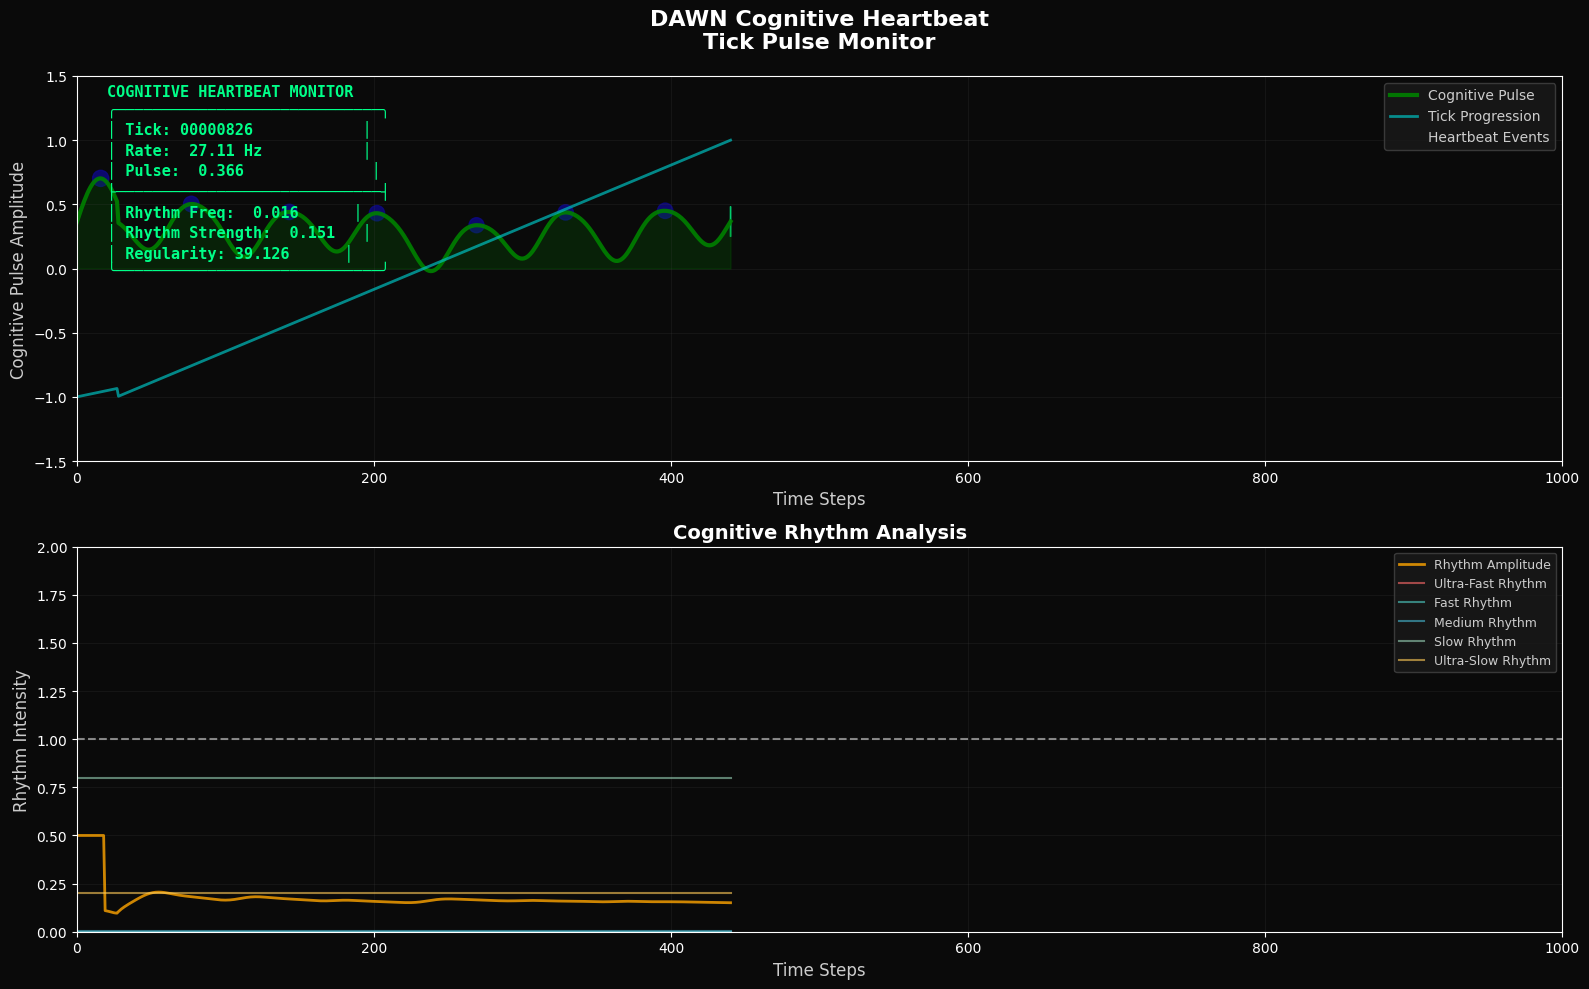 DAWN Cognitive Heartbeat
Tick Pulse Monitor
COGNITIVE HEARTBEAT MONITOR
Tick: 00000826
Rate: 27.11 Hz
Pulse: 0.366
Rhythm Freq: 0.016
Rhythm Strength: 0.151
Regularity: 39.126
Cognitive Pulse
Tick Progression
Heartbeat Events
Cognitive Pulse Amplitude
1.5
1.0
0.5
0.0
−0.5
−1.0
−1.5
0 200 400 600 800 1000
Time Steps
Cognitive Rhythm Analysis
Rhythm Amplitude
Ultra-Fast Rhythm
Fast Rhythm
Medium Rhythm
Slow Rhythm
Ultra-Slow Rhythm
Rhythm Intensity
2.00
1.75
1.50
1.25
1.00
0.75
0.50
0.25
0.00
0 200 400 600 800 1000
Time Steps